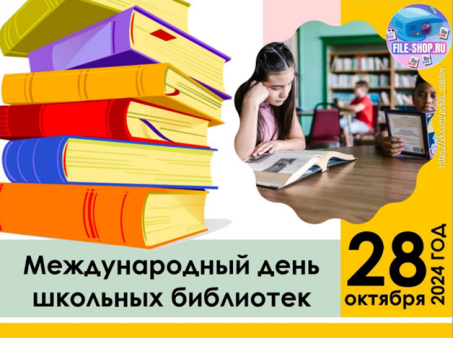 FILE-SHOP.RU
Международный день
школьных библиотек
28
октября
2024 ГОД